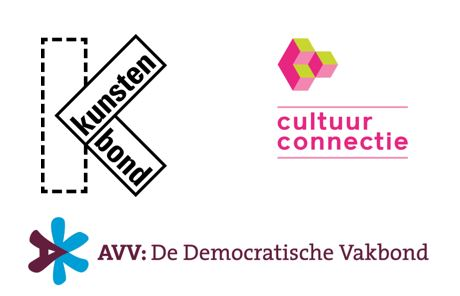 kunsten
bond
cultuur
connectie
AVV: De Democratische Vakbond